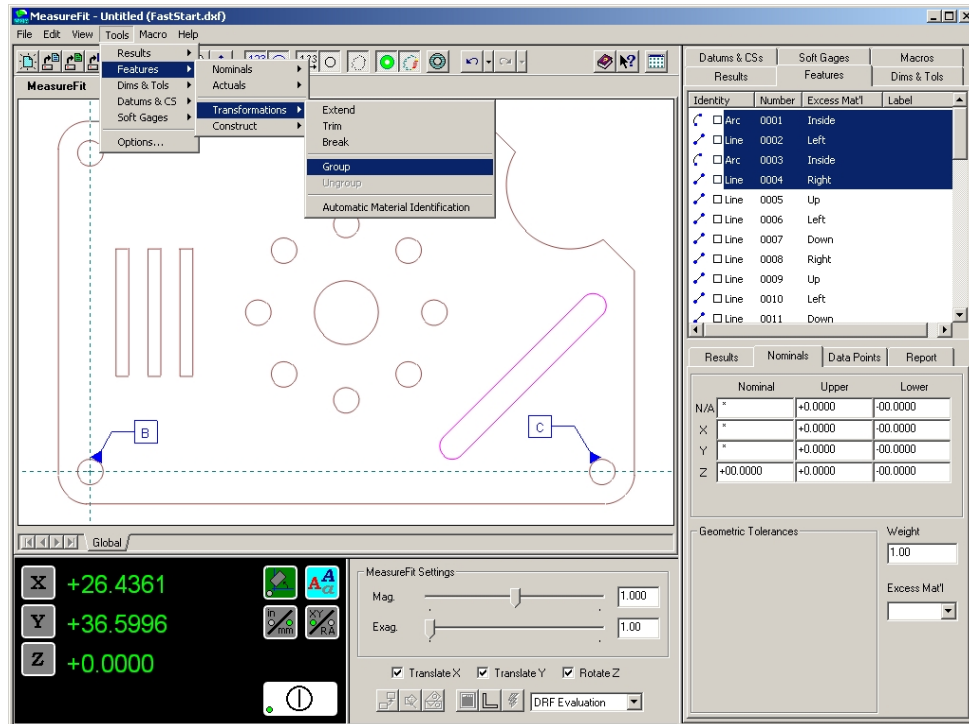 MeasureFit - Untitled (FastStart.dxf)
File Edit View Tools Macro Help
Results
Features
Dims & Tols
Datums & CS
Soft Gages
Options...
Nominals
Actuals
Transformations
Construct
Extend
Trim
Break
Group
Ungroup
Automatic Material Identification
MeasureFit
B
C
Global
Datums & CSs Soft Gages Macros
Results Features Dims & Tols
Identity Number Excess Mat'l Label
Arc 0001 Inside
Line 0002 Left
Arc 0003 Inside
Line 0004 Right
Line 0005 Up
Line 0006 Left
Line 0007 Down
Line 0008 Right
Line 0009 Up
Line 0010 Left
Line 0011 Down
Results Nominals Data Points Report
Nominal Upper Lower
N/A * +0.0000 -00.0000
X * +0.0000 -00.0000
Y * +0.0000 -00.0000
Z +00.0000 +0.0000 -00.0000
Geometric Tolerances
Weight
1.00
Excess Mat'l
X +26.4361
Y +36.5996
Z +0.0000
in mm
XY RA
MeasureFit Settings
Mag. 1.000
Exag. 1.00
Translate X Translate Y Rotate Z
DRF Evaluation